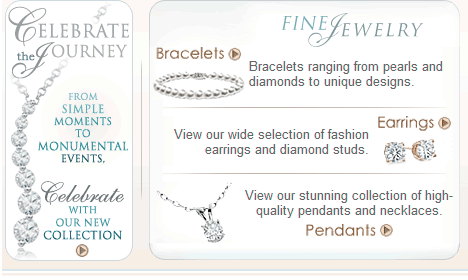 CELEBRATE
the JOURNEY
FROM
SIMPLE
MOMENTS
TO
MONUMENTAL
EVENTS,
Celebrate
WITH
OUR NEW
COLLECTION
FINE JEWELRY
Bracelets
Bracelets ranging from pearls and
diamonds to unique designs.
Earrings
View our wide selection of fashion
earrings and diamond studs.
View our stunning collection of high-
quality pendants and necklaces.
Pendants